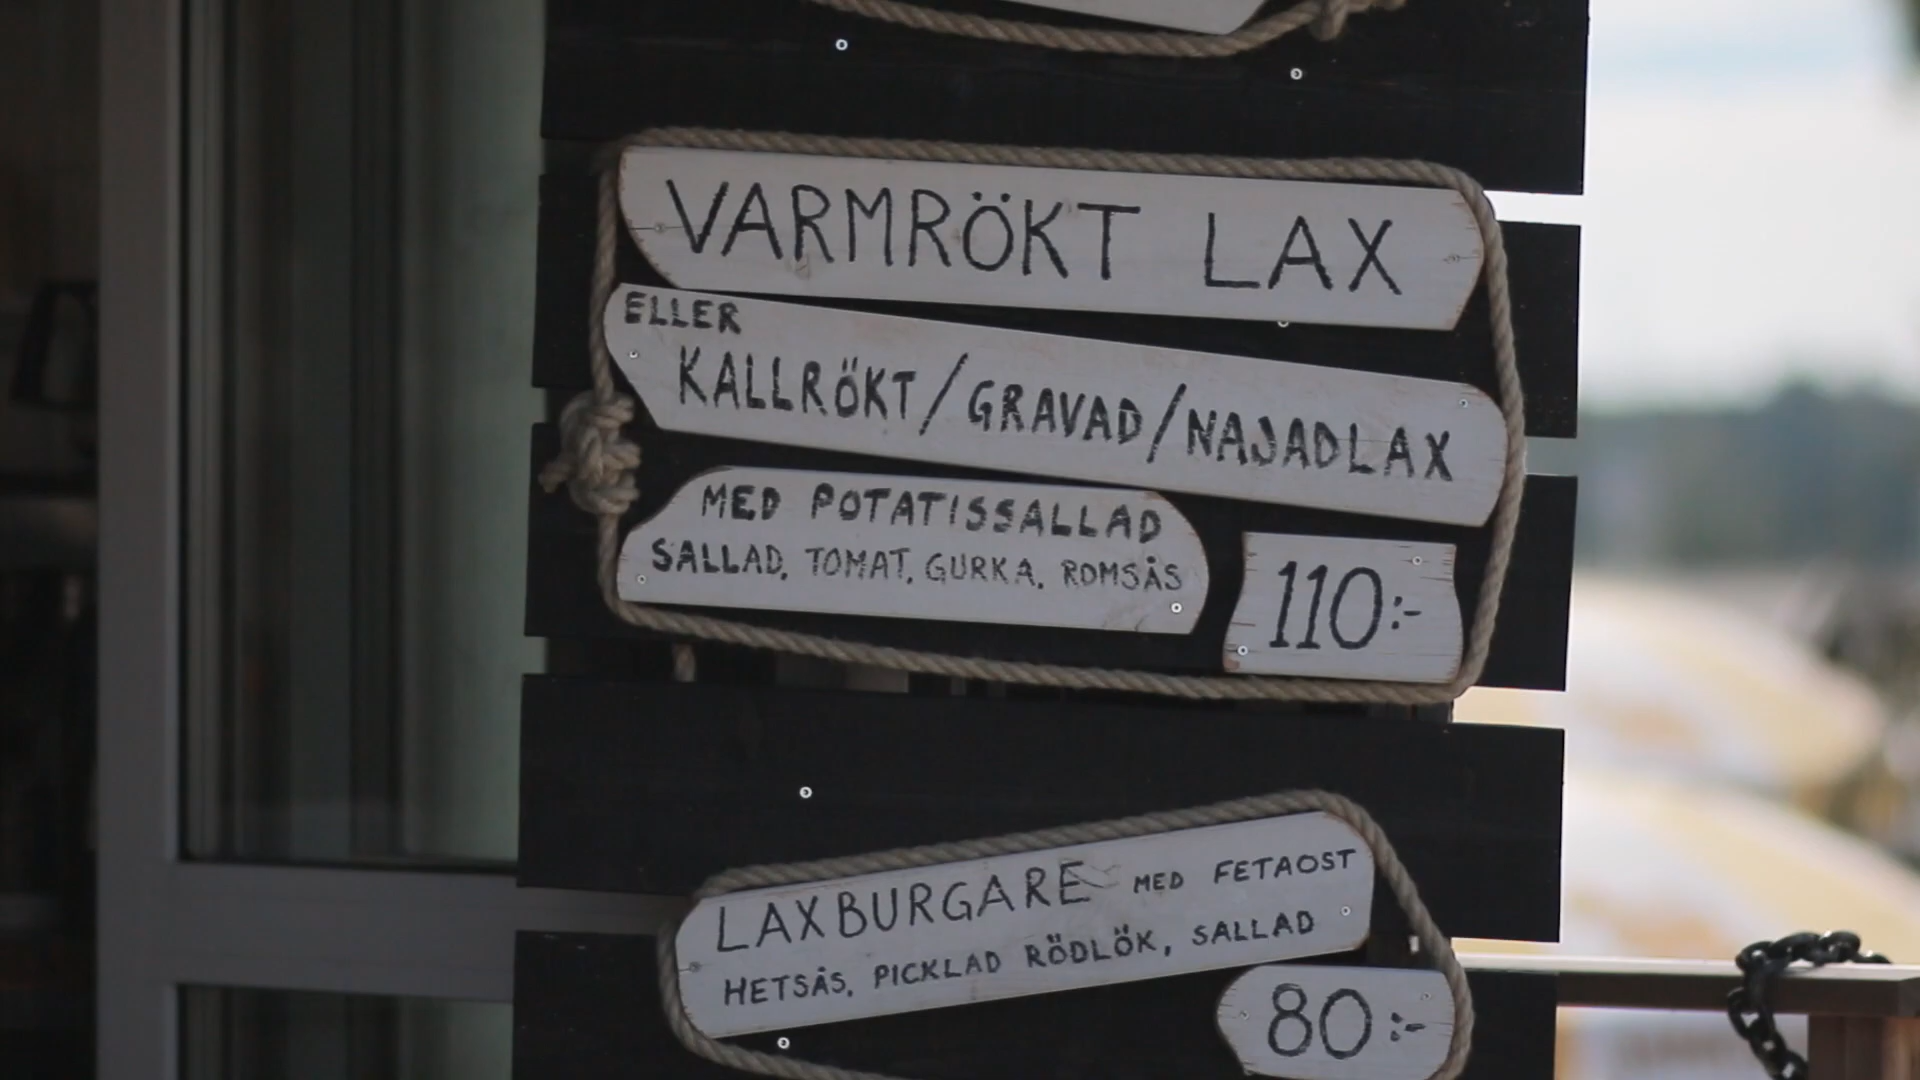 VARMRÖKT LAX
ELLER
KALLRÖKT/GRAVAD/NAJADLAX
MED POTATISSALLAD
SALLAD, TOMAT, GURKA, ROMSÅS
110:-
LAXBURGARE MED FETAOST
HETSÅS, PICKLAD RÖDLÖK, SALLAD
80:-